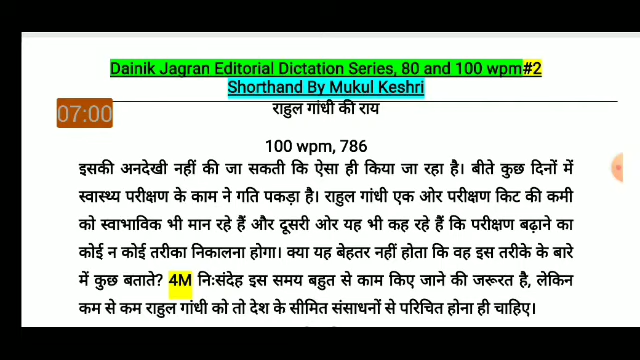 Dainik Jagran Editorial Dictation Series, 80 and 100 wpm#2
Shorthand By Mukul Keshri
07:00
राहुल गांधी की राय
100 wpm, 786
इसकी अनदेखी नहीं की जा सकती कि ऐसा ही किया जा रहा है। बीते कुछ दिनों में
स्वास्थ्य परीक्षण के काम ने गति पकड़ा है। राहुल गांधी एक ओर परीक्षण किट की कमी
को स्वाभाविक भी मान रहे हैं और दूसरी ओर यह भी कह रहे हैं कि परीक्षण बढ़ाने का
कोई न कोई तरीका निकालना होगा। क्या यह बेहतर नहीं होता कि वह इस तरीके के बारे
में कुछ बताते? 4M निःसंदेह इस समय बहुत से काम किए जाने की जरूरत है, लेकिन
कम से कम राहुल गांधी को तो देश के सीमित संसाधनों से परिचित होना ही चाहिए।